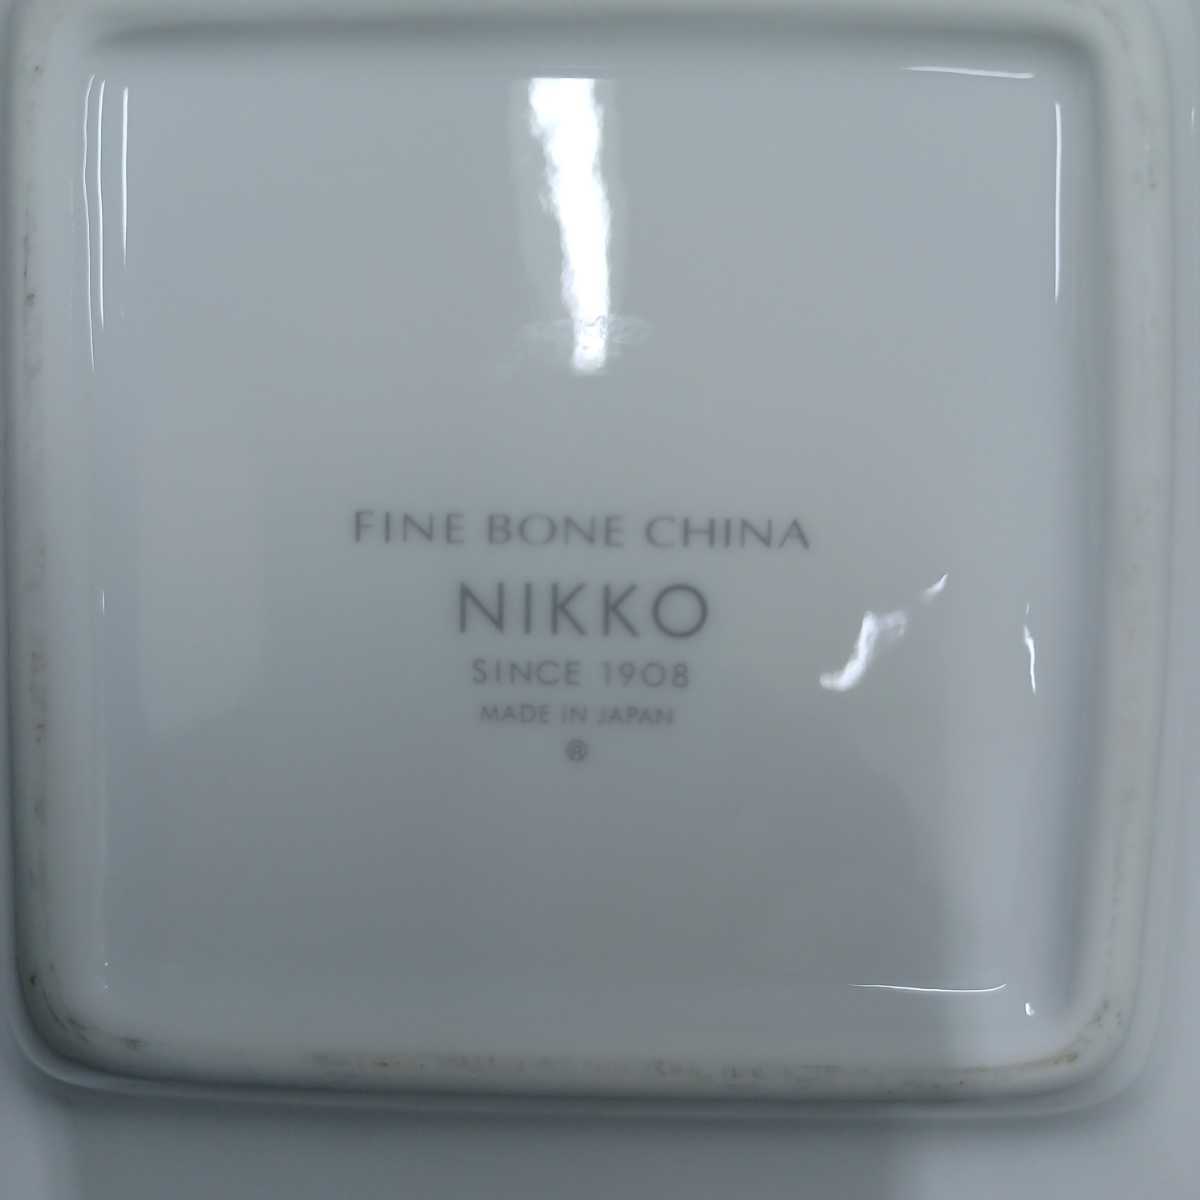 FINE BONE CHINA
NIKKO
SINCE 1908
MADE IN JAPAN
®